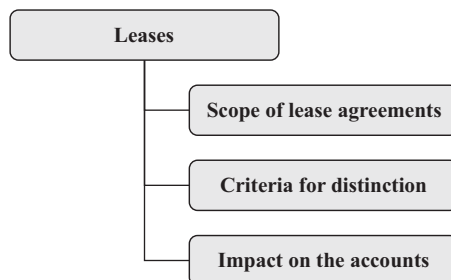 Leases
Scope of lease agreements
Criteria for distinction
Impact on the accounts